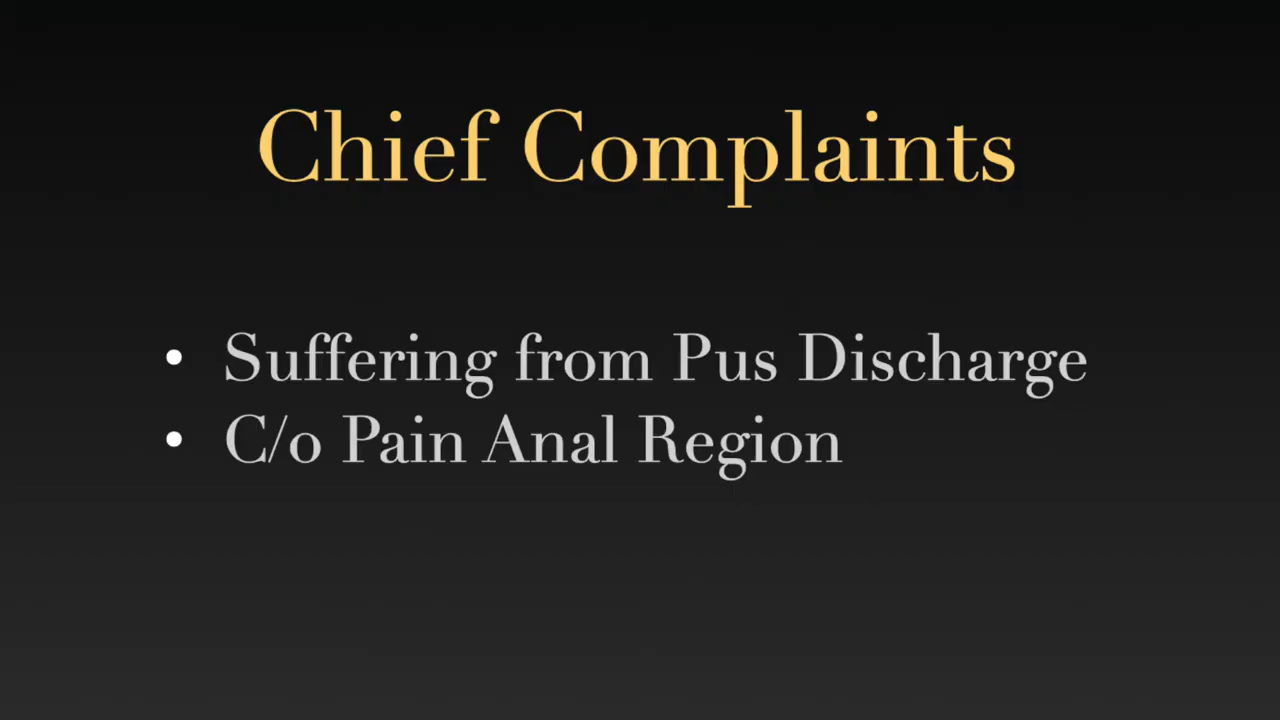 Chief Complaints
• Suffering from Pus Discharge
• C/o Pain Anal Region